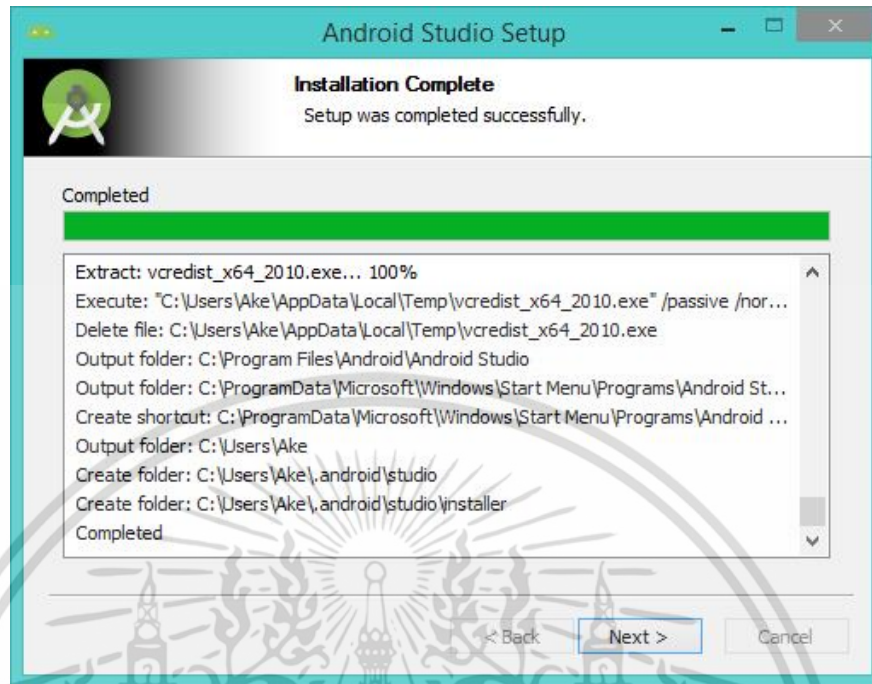 Android Studio Setup
Installation Complete
Setup was completed successfully.
Completed
Extract: vcredist_x64_2010.exe... 100%
Execute: "C:\Users\Ake\AppData\Local\Temp\vcredist_x64_2010.exe" /passive /nor...
Delete file: C:\Users\Ake\AppData\Local\Temp\vcredist_x64_2010.exe
Output folder: C:\Program Files\Android\Android Studio
Output folder: C:\ProgramData\Microsoft\Windows\Start Menu\Programs\Android St...
Create shortcut: C:\ProgramData\Microsoft\Windows\Start Menu\Programs\Android ...
Output folder: C:\Users\Ake
Create folder: C:\Users\Ake\.android\studio
Create folder: C:\Users\Ake\.android\studio\installer
Completed
< Back Next > Cancel